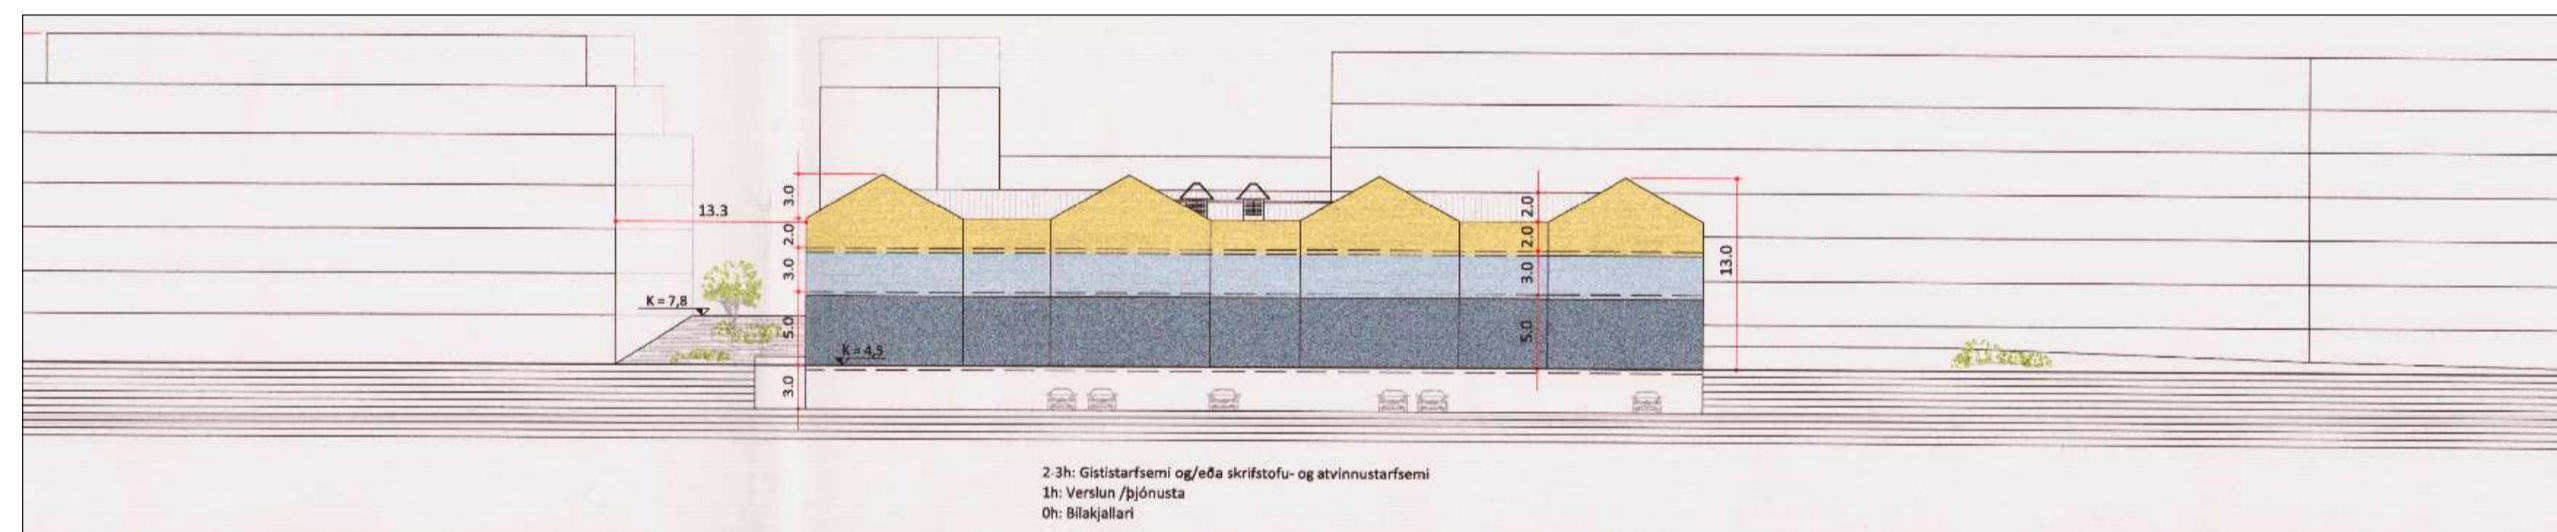 13.3
3.0
2.0
3.0
5.0
3.0
K = 7,8
K = 4,5
2.0
2.0
3.0
5.0
13.0
2-3h: Gististarfsemi og/eða skrifstofu- og atvinnustarfsemi
1h: Verslun /þjónusta
0h: Bílakjallari